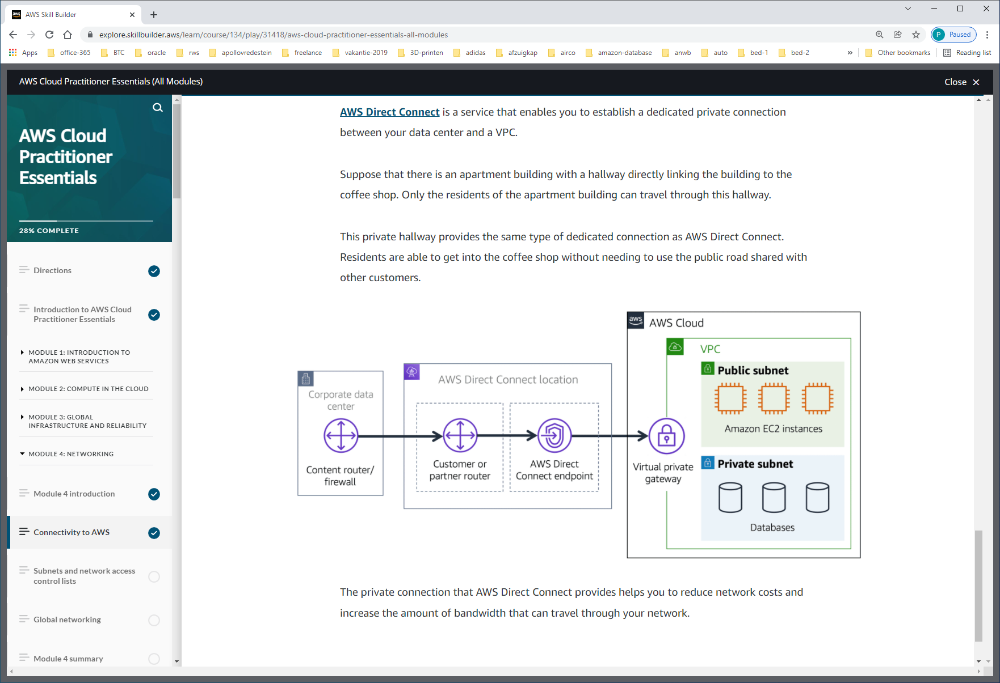 aws
AWS Skill Builder
explore.skillbuilder.aws/learn/course/134/play/31418/aws-cloud-practitioner-essentials-all-modules
P Paused
Apps office-365 BTC oracle rws apollovredestein freelance vakantie-2019 3D-printen adidas afzuigkap airco amazon-database anwb auto bed-1 bed-2 » Other bookmarks Reading list
AWS Cloud Practitioner Essentials (All Modules)
Close
AWS Cloud
Practitioner
Essentials
28% COMPLETE
Directions
Introduction to AWS Cloud
Practitioner Essentials
MODULE 1: INTRODUCTION TO
AMAZON WEB SERVICES
MODULE 2: COMPUTE IN THE CLOUD
MODULE 3: GLOBAL
INFRASTRUCTURE AND RELIABILITY
MODULE 4: NETWORKING
Module 4 introduction
Connectivity to AWS
Subnets and network access
control lists
Global networking
Module 4 summary
AWS Direct Connect is a service that enables you to establish a dedicated private connection
between your data center and a VPC.
Suppose that there is an apartment building with a hallway directly linking the building to the
coffee shop. Only the residents of the apartment building can travel through this hallway.
This private hallway provides the same type of dedicated connection as AWS Direct Connect.
Residents are able to get into the coffee shop without needing to use the public road shared with
other customers.
Corporate data
center
Content router/
firewall
AWS Direct Connect location
Customer or
partner router
AWS Direct
Connect endpoint
aws
AWS Cloud
VPC
Virtual private
gateway
Public subnet
Amazon EC2 instances
Private subnet
Databases
The private connection that AWS Direct Connect provides helps you to reduce network costs and
increase the amount of bandwidth that can travel through your network.